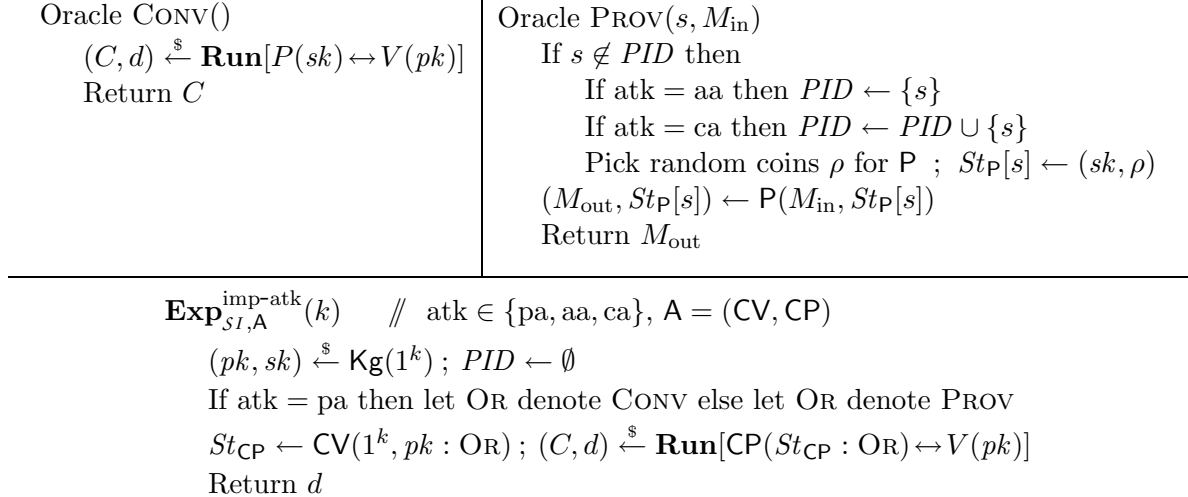 Oracle CONV()
(C, d) ←$ Run[P(sk) ↔ V(pk)]
Return C
Oracle PROV(s, M_in)
If s ∉ PID then
If atk = aa then PID ← {s}
If atk = ca then PID ← PID ∪ {s}
Pick random coins ρ for P ; St_P[s] ← (sk, ρ)
(M_out, St_P[s]) ← P(M_in, St_P[s])
Return M_out
Exp^{imp-atk}_{SI,A}(k) // atk ∈ {pa, aa, ca}, A = (CV, CP)
(pk, sk) ←$ Kg(1^k) ; PID ← ∅
If atk = pa then let OR denote CONV else let OR denote PROV
St_CP ← CV(1^k, pk : OR) ; (C, d) ←$ Run[CP(St_CP : OR) ↔ V(pk)]
Return d